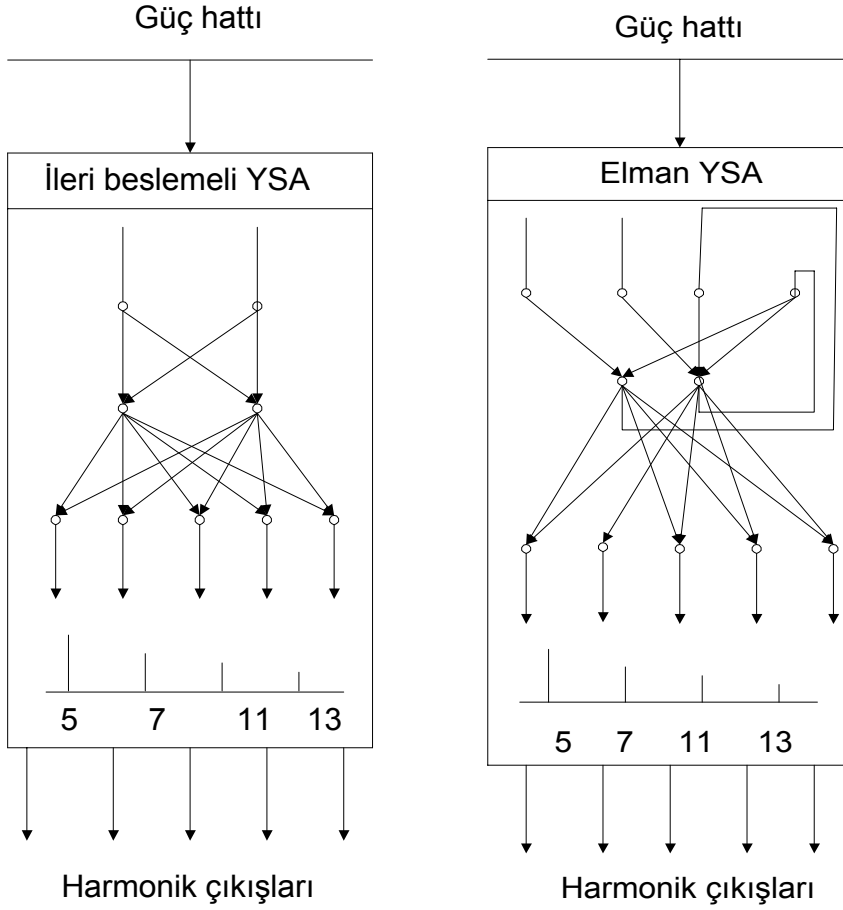 Güç hattı
İleri beslemeli YSA
5 7 11 13
Harmonik çıkışları
Güç hattı
Elman YSA
5 7 11 13
Harmonik çıkışları